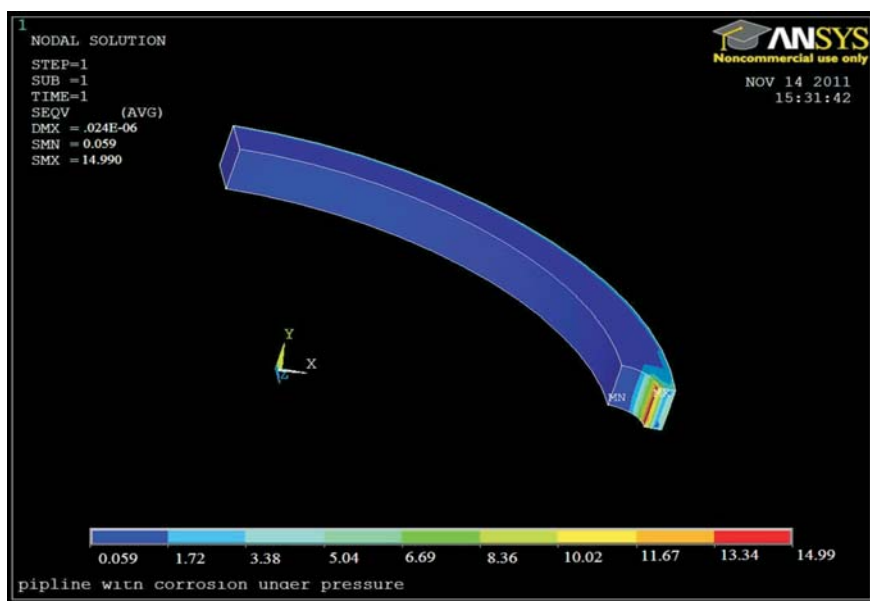 1
NODAL SOLUTION
STEP=1
SUB =1
TIME=1
SEQV (AVG)
DMX = .024E-06
SMN = 0.059
SMX = 14.990
ANSYS
Noncommercial use only
NOV 14 2011
15:31:42
Y
X
Z
MN
MX
0.059 1.72 3.38 5.04 6.69 8.36 10.02 11.67 13.34 14.99
pipline with corrosion under pressure